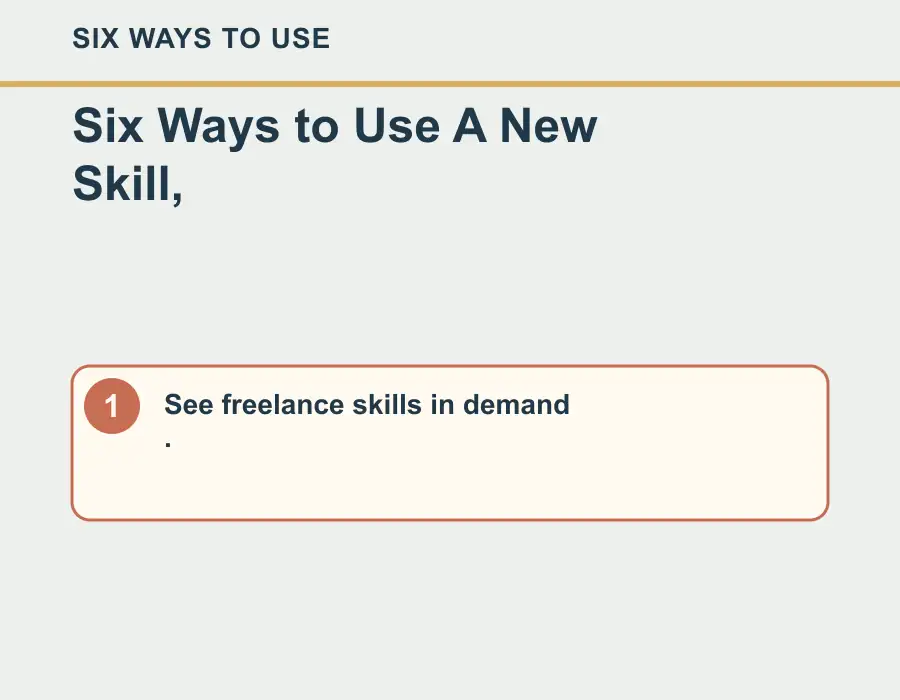 SIX WAYS TO USE
Six Ways to Use A New
Skill,
1
See freelance skills in demand
.